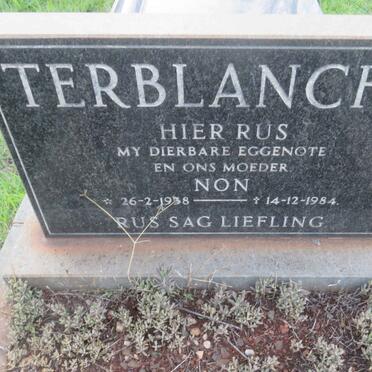 TERBLANCH
HIER RUS
MY DIERBARE EGGENOTE
EN ONS MOEDER
NON
☆ 26-2-1938 — † 14-12-1984
RUS SAG LIEFLING